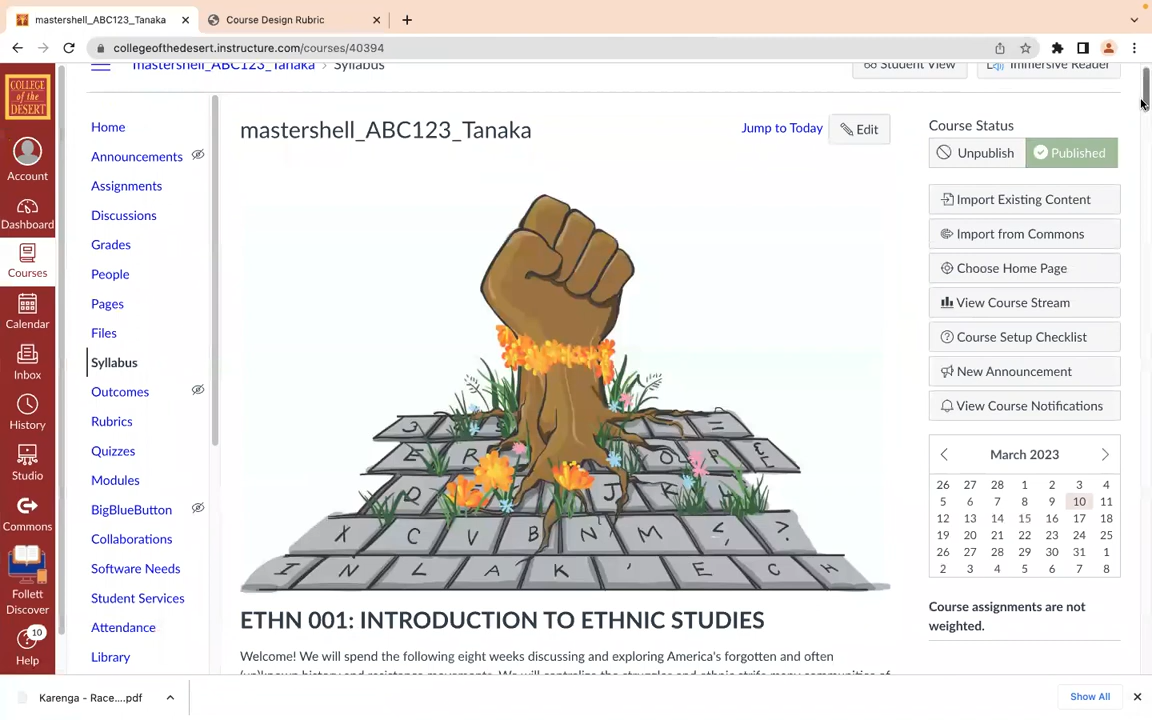 mastershell_ABC123_Tanaka
Course Design Rubric
collegeofthedesert.instructure.com/courses/40394
mastershell_ABC123_Tanaka
Syllabus
Student View
Immersive Reader
COLLEGE
of the
DESERT
Account
Dashboard
Courses
Calendar
Inbox
History
Studio
Commons
Follett
Discover
10
Help
Home
Announcements
Assignments
Discussions
Grades
People
Pages
Files
Syllabus
Outcomes
Rubrics
Quizzes
Modules
BigBlueButton
Collaborations
Software Needs
Student Services
Attendance
Library
mastershell_ABC123_Tanaka
Jump to Today
Edit
3 =
E R O P £
D J K
X C V B N M < ?
I N L A K ' E C H
ETHN 001: INTRODUCTION TO ETHNIC STUDIES
Welcome! We will spend the following eight weeks discussing and exploring America's forgotten and often
Course Status
Unpublish
Published
Import Existing Content
Import from Commons
Choose Home Page
View Course Stream
Course Setup Checklist
New Announcement
View Course Notifications
March 2023
26 27 28 1 2 3 4
5 6 7 8 9 10 11
12 13 14 15 16 17 18
19 20 21 22 23 24 25
26 27 28 29 30 31 1
2 3 4 5 6 7 8
Course assignments are not
weighted.
Karenga - Race....pdf
Show All